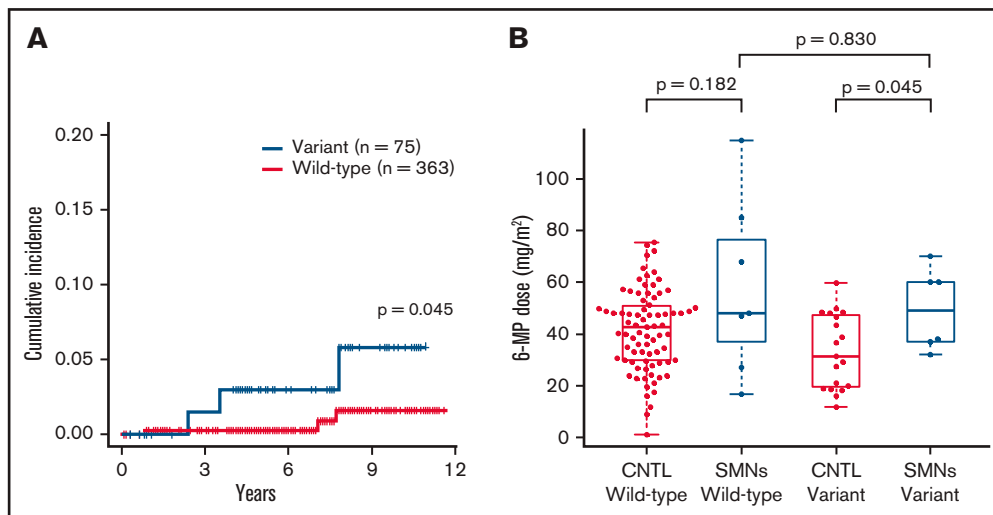 A
Cumulative incidence
0.20
0.15
0.10
0.05
0.00
Variant (n = 75)
Wild-type (n = 363)
p = 0.045
0 3 6 9 12
Years
B
p = 0.830
p = 0.182 p = 0.045
6-MP dose (mg/m²)
100
80
60
40
20
0
CNTL SMNs CNTL SMNs
Wild-type Wild-type Variant Variant